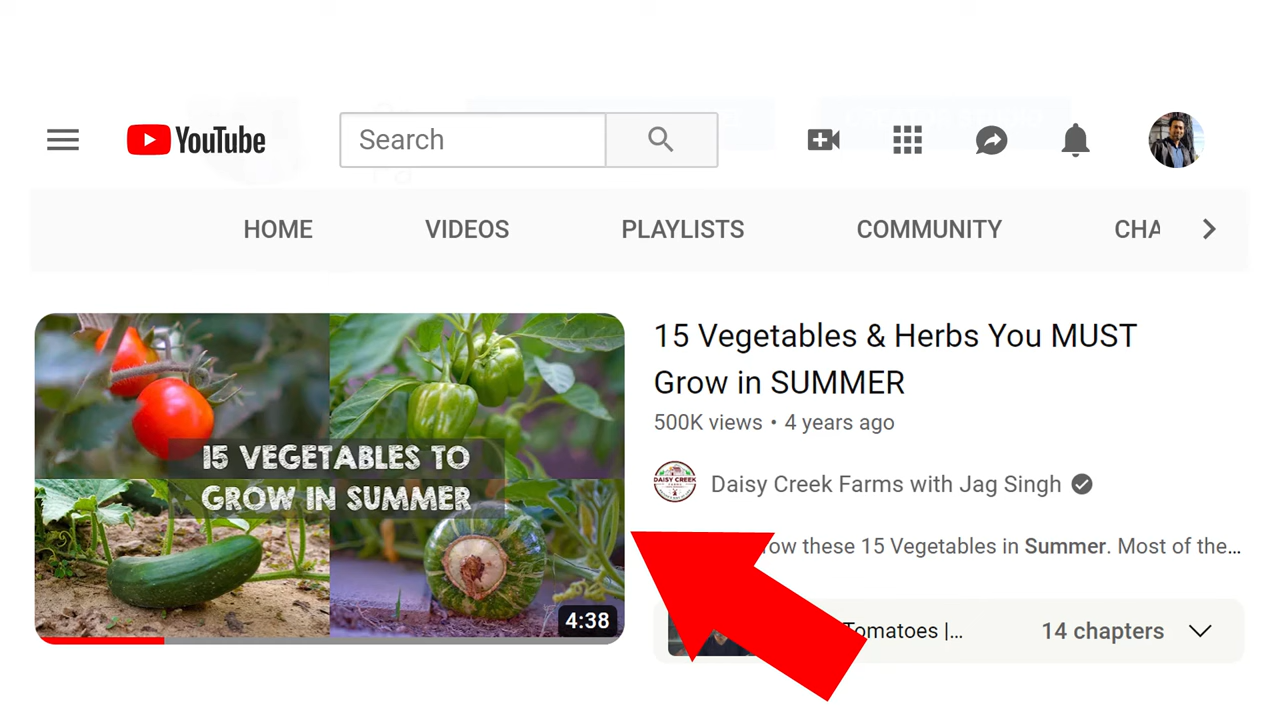 YouTube
Search
HOME VIDEOS PLAYLISTS COMMUNITY CHA
15 VEGETABLES TO
GROW IN SUMMER
4:38
15 Vegetables & Herbs You MUST
Grow in SUMMER
500K views • 4 years ago
DAISY CREEK
FARMS
Daisy Creek Farms with Jag Singh
these 15 Vegetables in Summer. Most of the...
Tomatoes |...
14 chapters